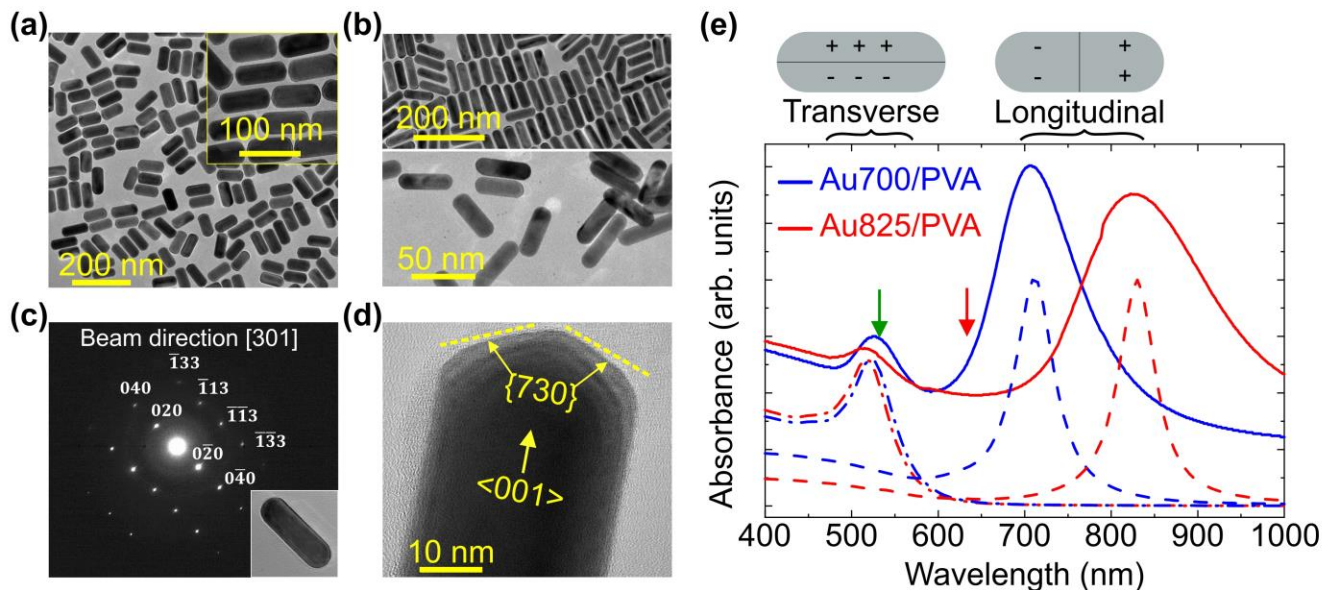 (a)
100 nm
200 nm
(b)
200 nm
50 nm
(c)
Beam direction [301]
1̄33
040
1̄13
020
1̄1̄3
1̄3̄3
02̄0
04̄0
(d)
{730}
<001>
10 nm
(e)
+ + +
- - -
- +
- +
Transverse
Longitudinal
Au700/PVA
Au825/PVA
Absorbance (arb. units)
400 500 600 700 800 900 1000
Wavelength (nm)